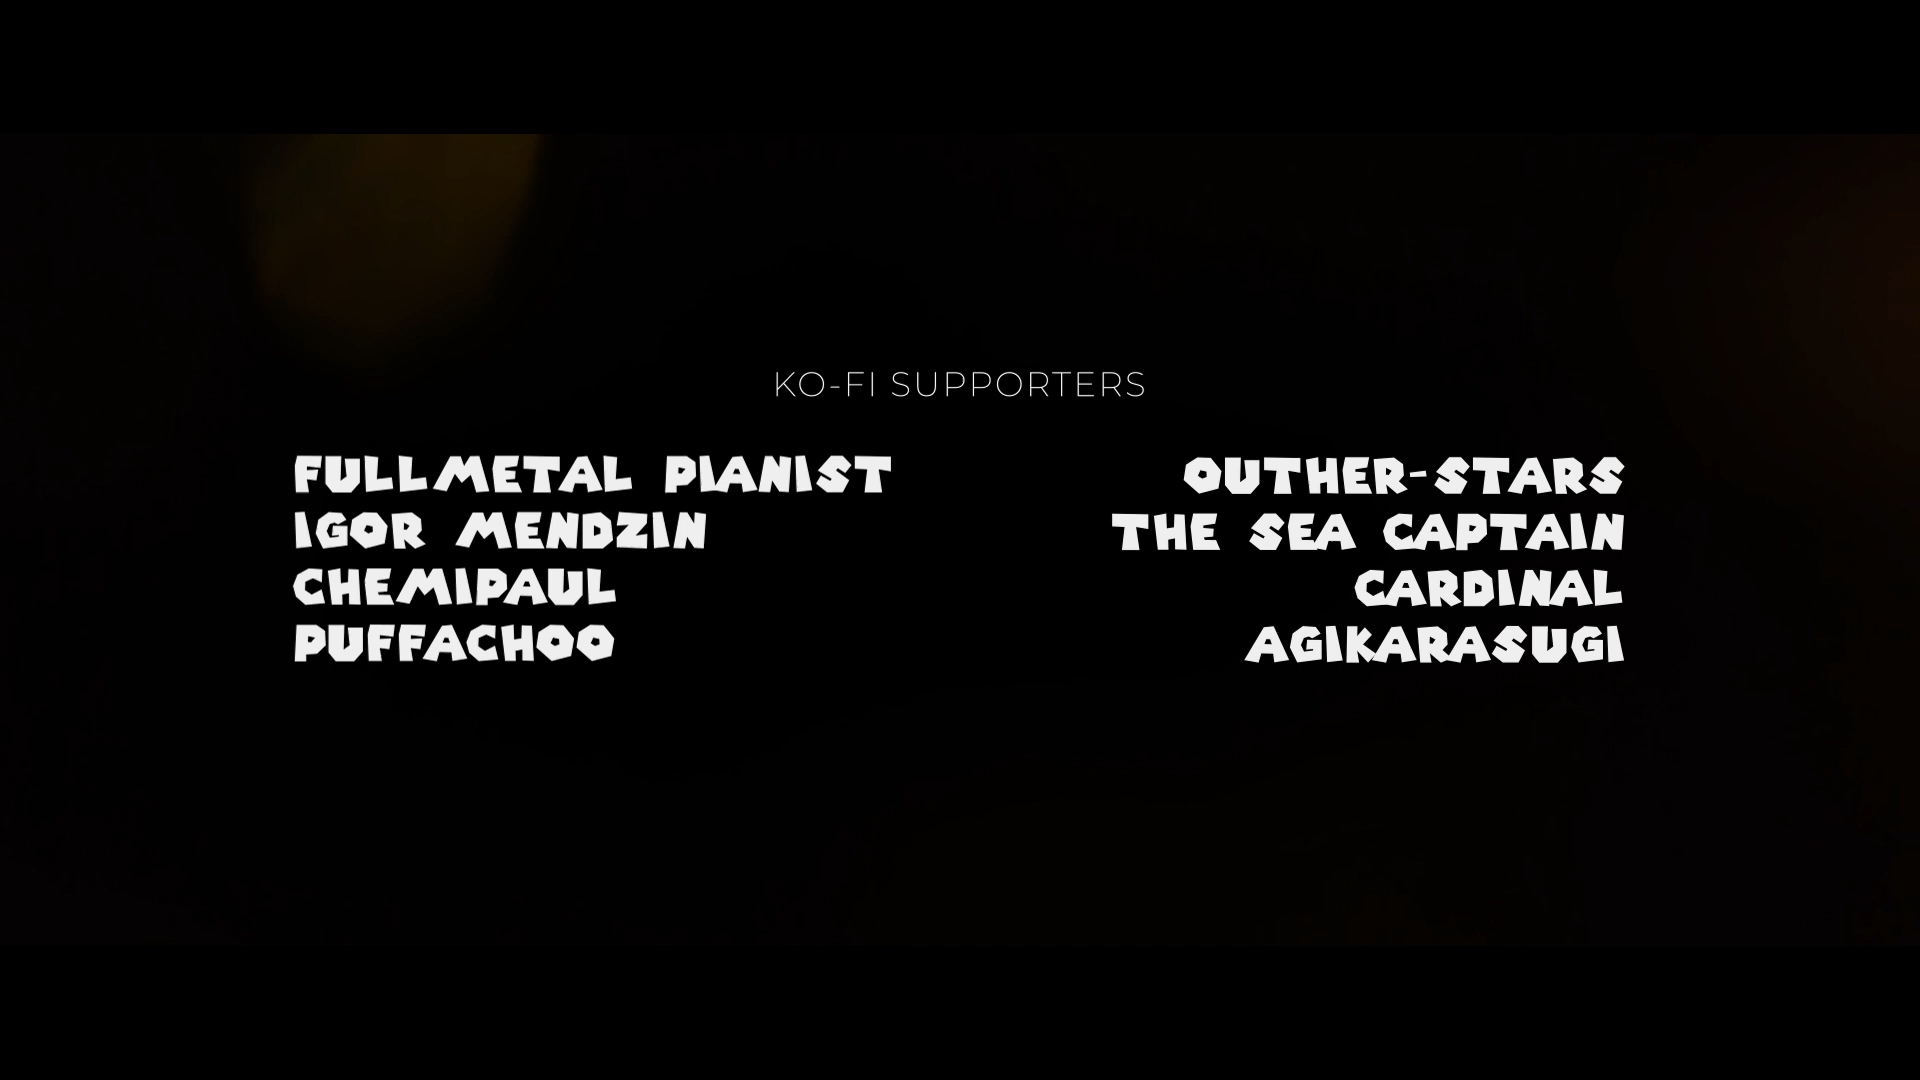 KO-FI SUPPORTERS
FULLMETAL PIANIST
IGOR MENDZIN
CHEMIPAUL
PUFFACHOO
OUTHER-STARS
THE SEA CAPTAIN
CARDINAL
AGIKARASUGI